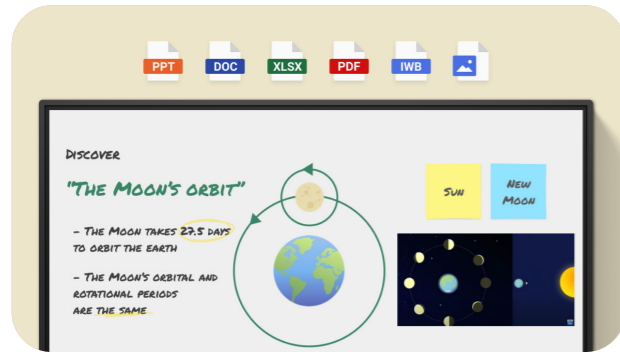 PPT
DOC
XLSX
PDF
IWB
DISCOVER
"THE MOON'S ORBIT"
- THE MOON TAKES 27.5 DAYS
TO ORBIT THE EARTH
- THE MOON'S ORBITAL AND
ROTATIONAL PERIODS
ARE THE SAME
SUN
NEW
MOON